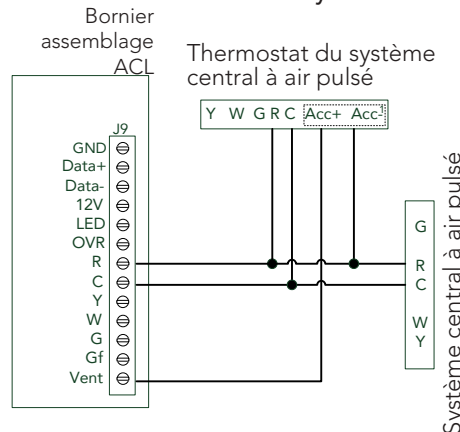 Bornier
assemblage
ACL
Thermostat du système
central à air pulsé
Y W G R C Acc+ Acc-1
J9
GND
Data+
Data-
12V
LED
OVR
R
C
Y
W
G
Gf
Vent
G
R
C
W
Y
Système central à air pulsé